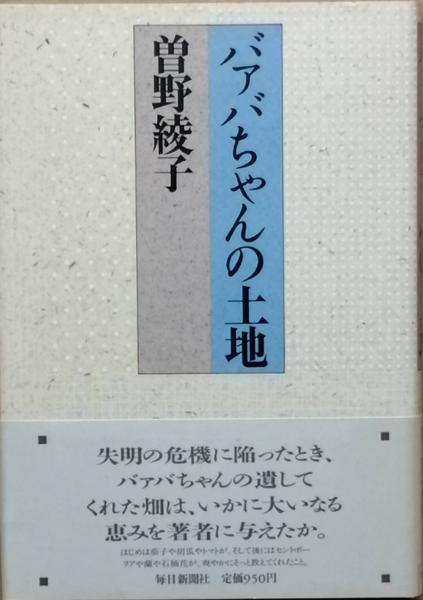 バァバちゃんの土地
曽野綾子
失明の危機に陥ったとき、
バァバちゃんの遺して
くれた畑は、いかに大いなる
恵みを著者に与えたか。
はじめは茄子や胡瓜やトマトが、そして後にはセントポー
リアや蘭や石楠花が、爽やかにそっと教えてくれたこと。
毎日新聞社 定価950円